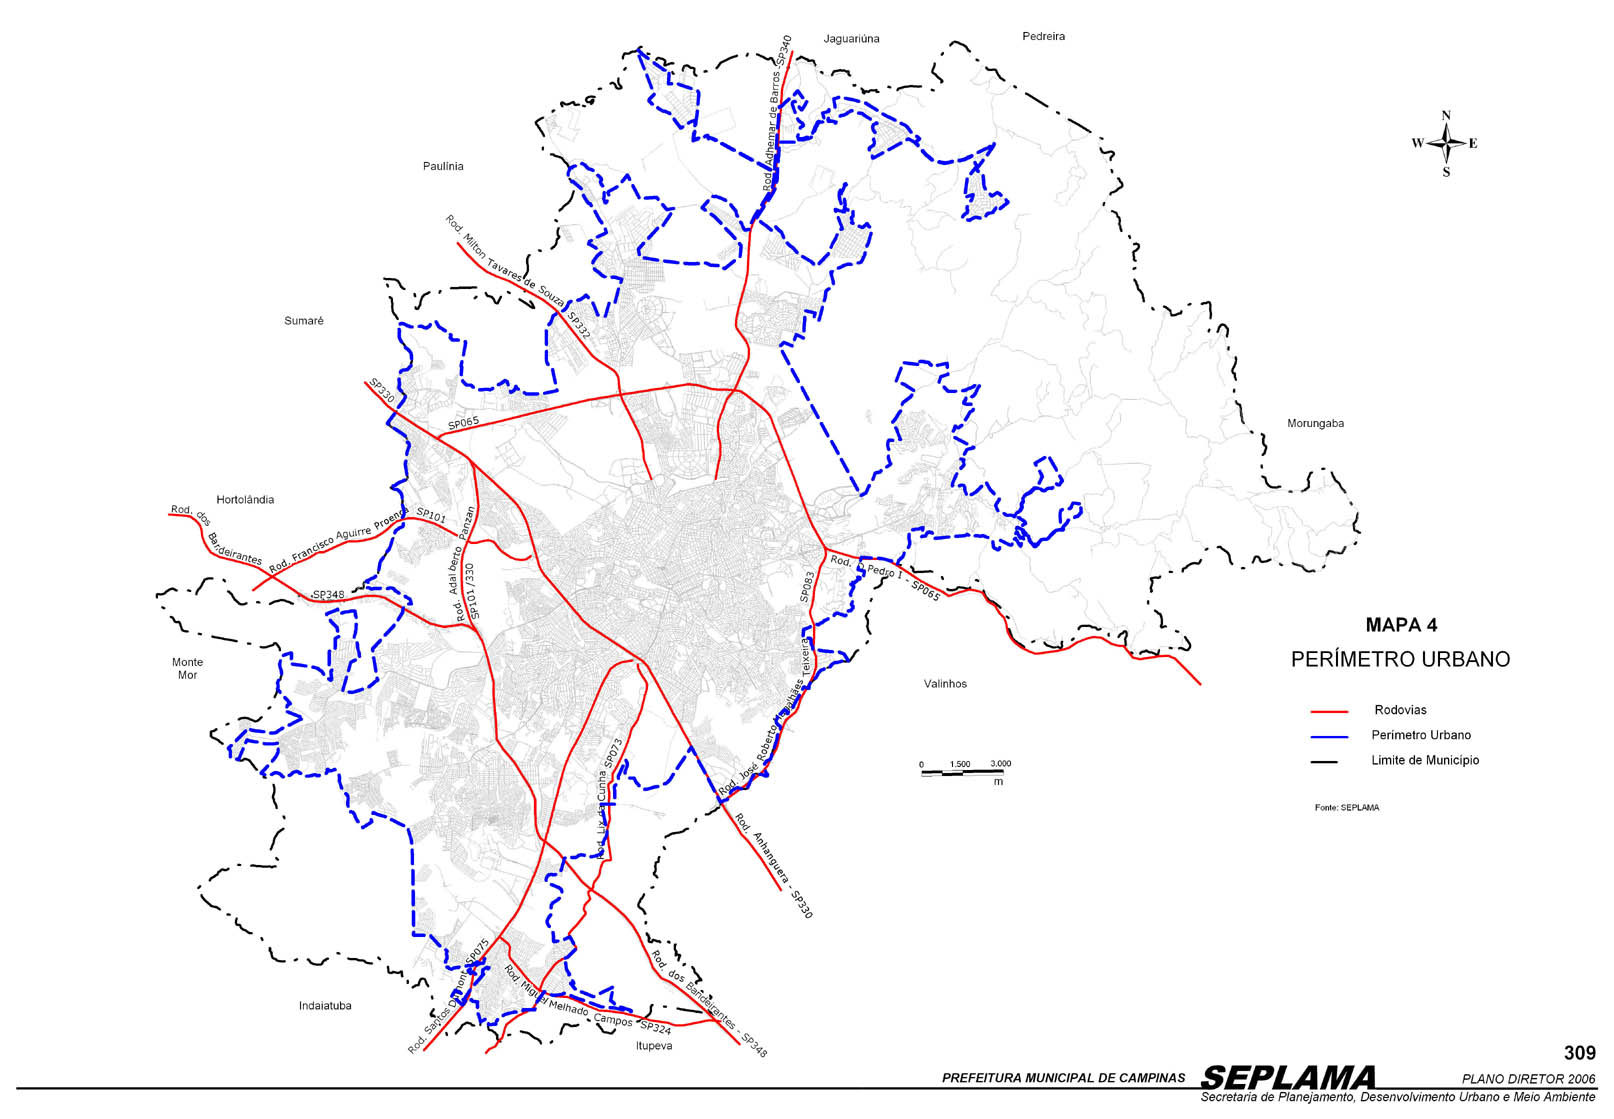 Jaguariúna
Pedreira
Rod. Adhemar de Barros -SP340
N
W
E
S
Paulínia
Rod. Milton Tavares de Souza
SP332
Sumaré
SP330
SP065
Morungaba
Hortolândia
Rod. dos Bandeirantes
Rod. Francisco Aguirre Proença
SP101
Rod. Adalberto Panzan
SP101 /330
SP348
SP083
Rod. D Pedro I - SP065
MAPA 4
PERÍMETRO URBANO
Monte
Mor
Valinhos
Rod. José Roberto Magalhães Teixeira
Rodovias
Perímetro Urbano
Limite de Município
Rod. Lix da Cunha SP073
0 1.500 3.000
m
Fonte: SEPLAMA
Rod. Anhanguera - SP330
Rod. Santos Dumont SP075
Rod. Miguel Melhado Campos SP324
Rod. dos Bandeirantes - SP348
Indaiatuba
Itupeva
309
PREFEITURA MUNICIPAL DE CAMPINAS
SEPLAMA
PLANO DIRETOR 2006
Secretaria de Planejamento, Desenvolvimento Urbano e Meio Ambiente